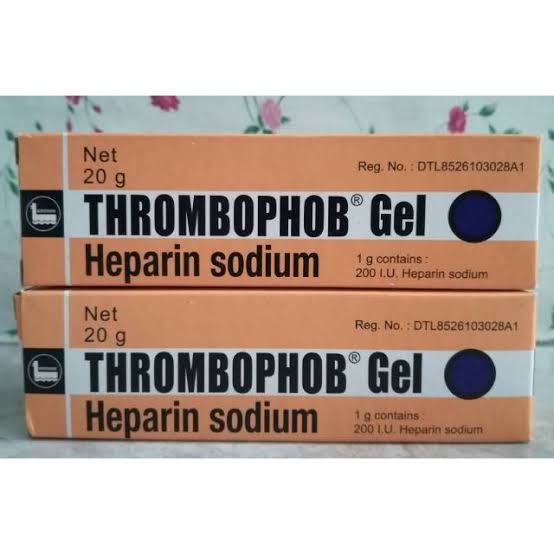 Net
20 g
Reg. No. : DTL8526103028A1
THROMBOPHOB® Gel
Heparin sodium
1 g contains :
200 I.U. Heparin sodium
Net
20 g
Reg. No. : DTL8526103028A1
THROMBOPHOB® Gel
Heparin sodium
1 g contains :
200 I.U. Heparin sodium